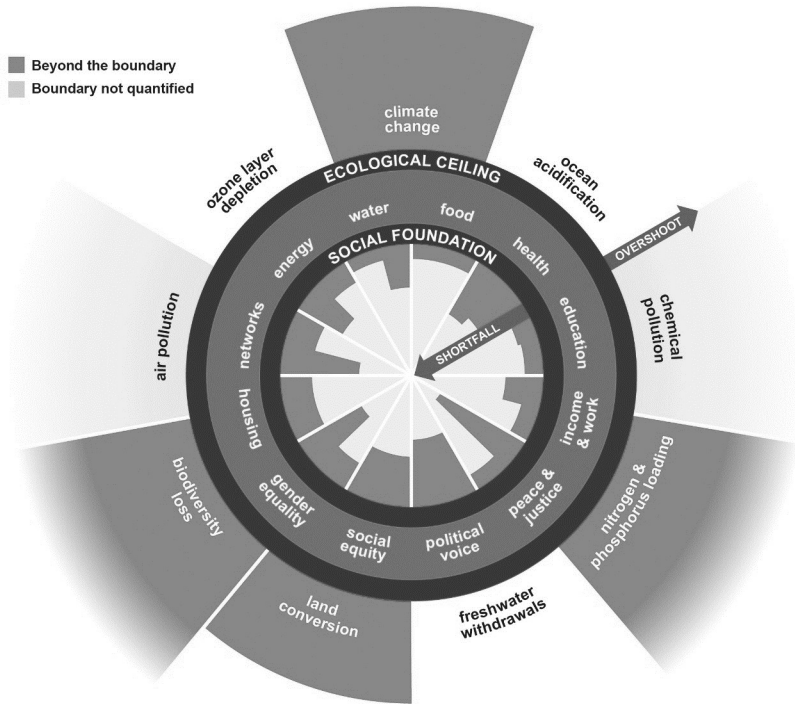 Beyond the boundary
Boundary not quantified
climate
change
ozone layer
depletion
ocean
acidification
ECOLOGICAL CEILING
water
food
energy
health
SOCIAL FOUNDATION
OVERSHOOT
SHORTFALL
air pollution
networks
education
chemical
pollution
housing
income
& work
biodiversity
loss
gender
equality
social
equity
political
voice
peace &
justice
nitrogen &
phosphorus loading
land
conversion
freshwater
withdrawals